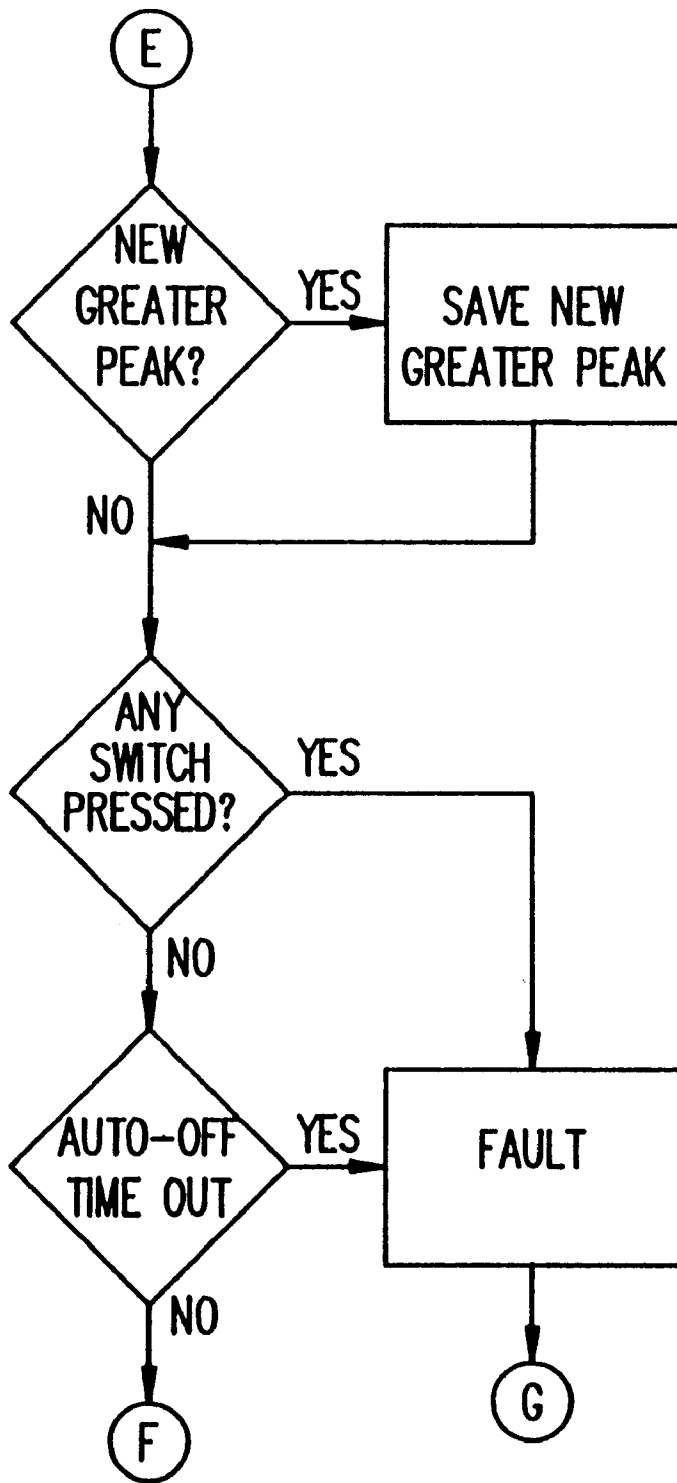 E
NEW
GREATER
PEAK?
YES
SAVE NEW
GREATER PEAK
NO
ANY
SWITCH
PRESSED?
YES
NO
AUTO-OFF
TIME OUT
YES
FAULT
NO
F
G